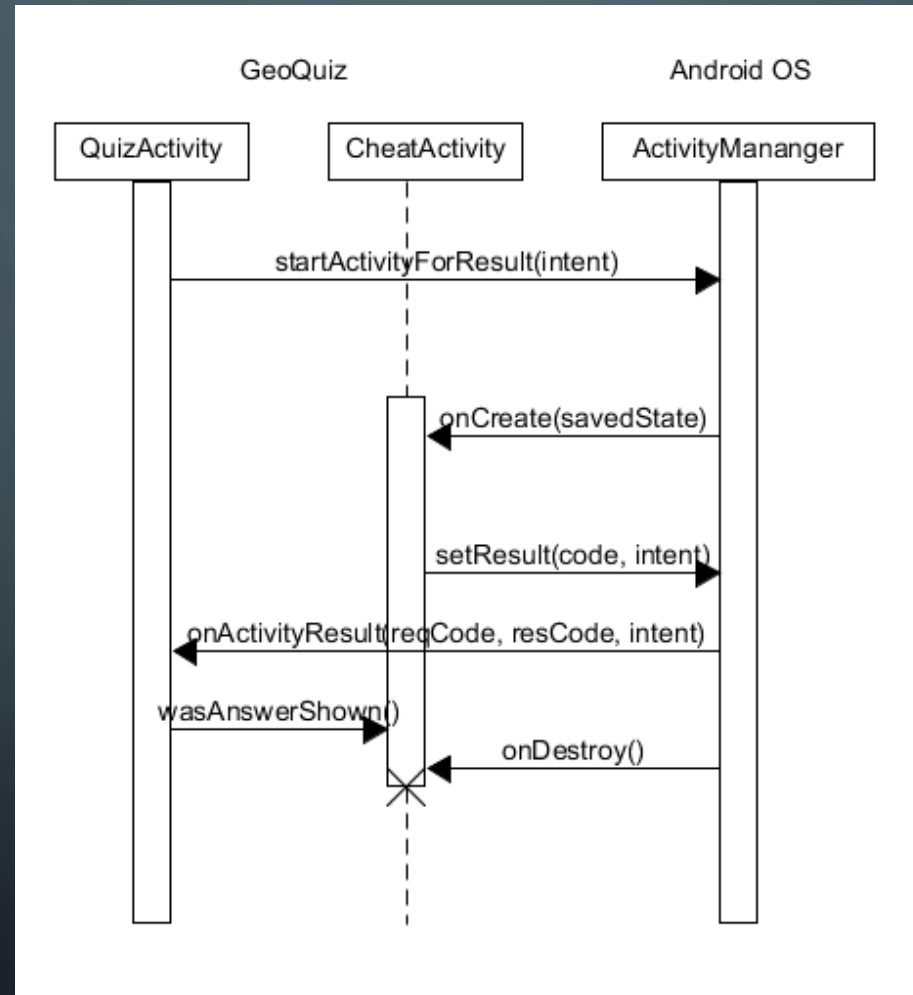 GeoQuiz
Android OS
QuizActivity
CheatActivity
ActivityMananger
startActivityForResult(intent)
onCreate(savedState)
setResult(code, intent)
onActivityResult(reqCode, resCode, intent)
wasAnswerShown()
onDestroy()